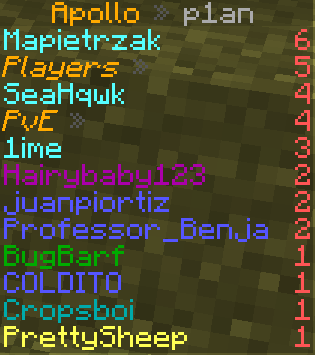 Apollo » p1an
Mapietrzak 6
Players » 5
SeaHqwk 4
PvE » 4
1ime 3
Hairybaby123 2
juanpiortiz 2
Professor_Benja 2
BugBarf 1
COLDITO 1
Cropsboi 1
PrettySheep 1